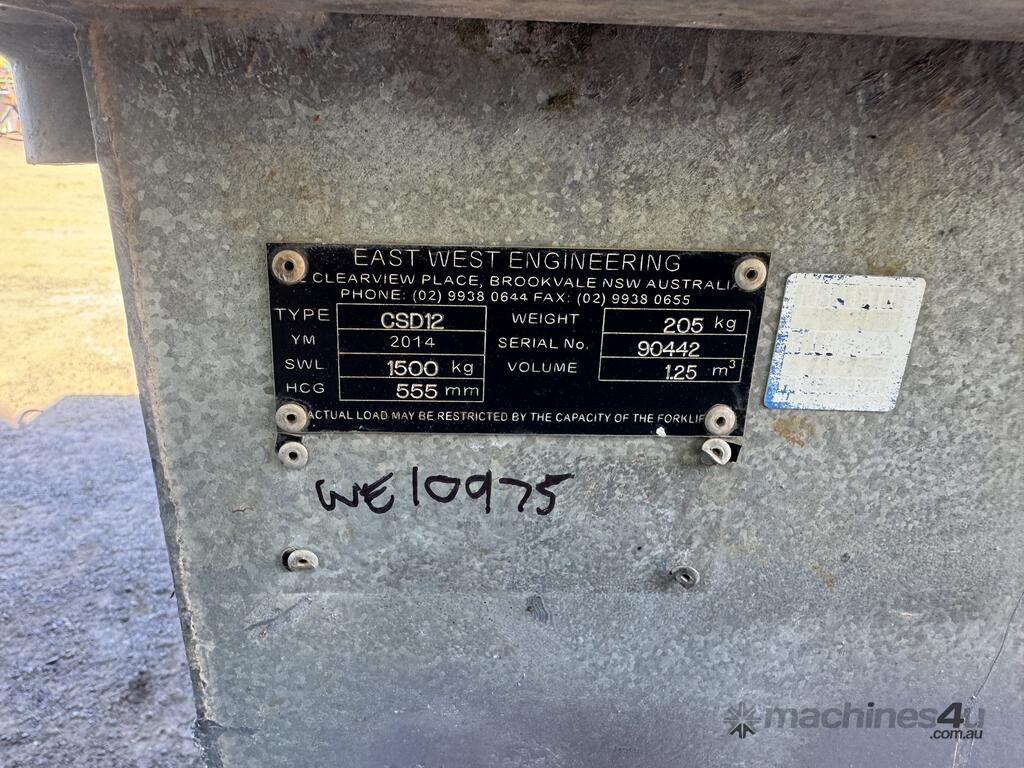 EAST WEST ENGINEERING
CLEARVIEW PLACE, BROOKVALE NSW AUSTRALIA
PHONE: (02) 9938 0644 FAX: (02) 9938 0655
TYPE CSD12 WEIGHT 205 kg
YM 2014 SERIAL No. 90442
SWL 1500 kg VOLUME 1.25 m³
HCG 555 mm
ACTUAL LOAD MAY BE RESTRICTED BY THE CAPACITY OF THE FORKLIFT
WE10975
machines4u
.com.au